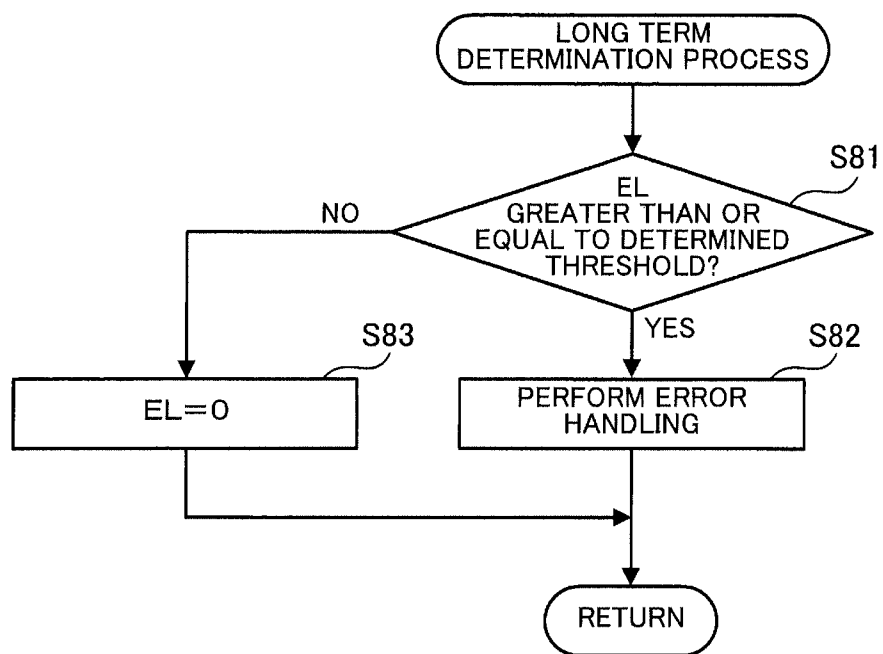 LONG TERM
DETERMINATION PROCESS
S81
EL
GREATER THAN OR
EQUAL TO DETERMINED
THRESHOLD?
NO
YES
S83
S82
EL=0
PERFORM ERROR
HANDLING
RETURN